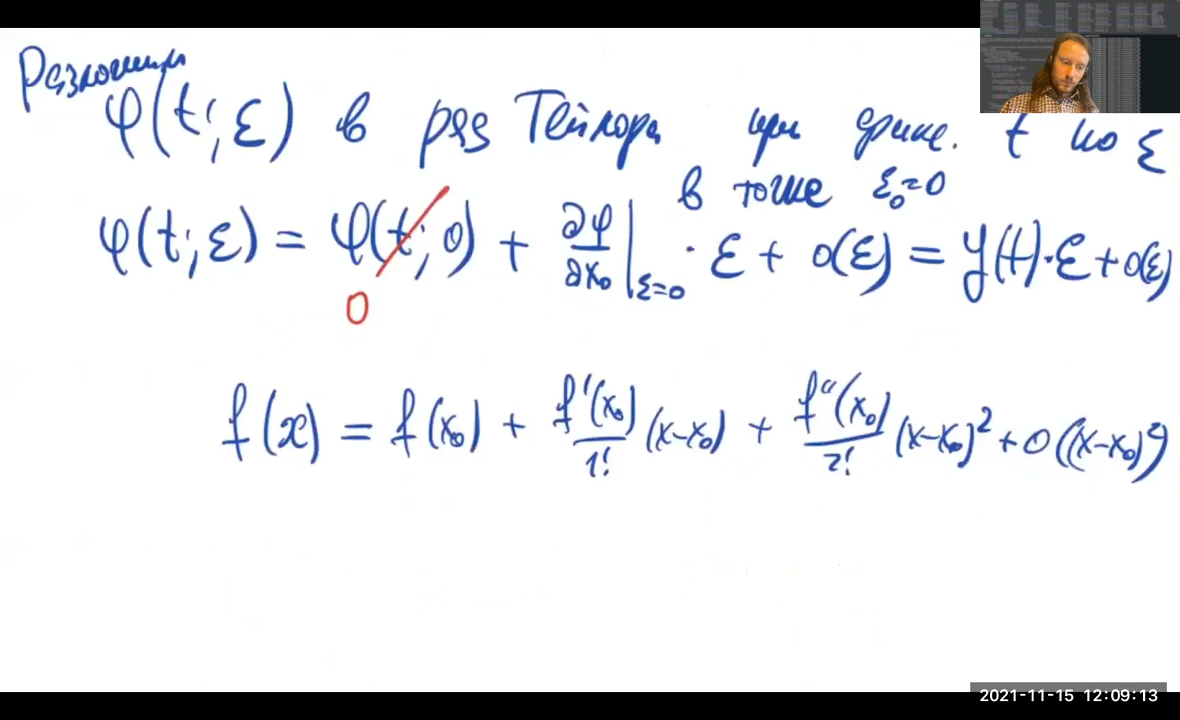 Разложим
φ(t; ε) в ряд Тейлора при фикс. t по ε
в точке ε₀=0
φ(t; ε) = φ(t; 0) + ∂φ/∂x₀|ε=0 · ε + o(ε) = y(t)·ε + o(ε)
0
f(x) = f(x₀) + f'(x₀)/1! (x-x₀) + f''(x₀)/2! (x-x₀)² + o((x-x₀)²)
2021-11-15 12:09:13